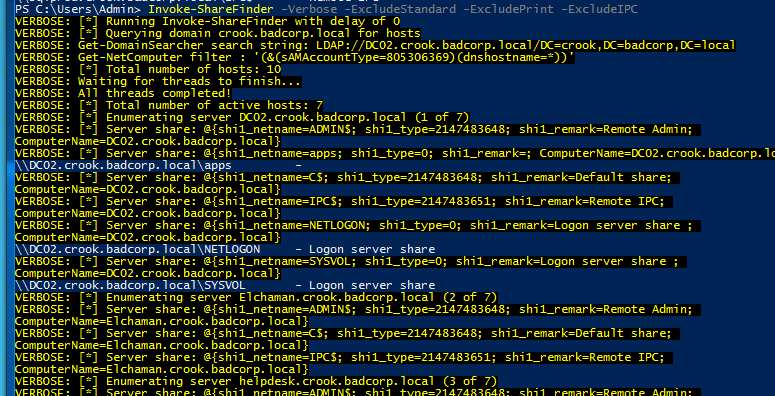 PS C:\Users\Admin> Invoke-ShareFinder -Verbose -ExcludeStandard -ExcludePrint -ExcludeIPC
VERBOSE: [*] Running Invoke-ShareFinder with delay of 0
VERBOSE: [*] Querying domain crook.badcorp.local for hosts
VERBOSE: Get-DomainSearcher search string: LDAP://DC02.crook.badcorp.local/DC=crook,DC=badcorp,DC=local
VERBOSE: Get-NetComputer filter : '(&(sAMAccountType=805306369)(dnshostname=*))'
VERBOSE: [*] Total number of hosts: 10
VERBOSE: Waiting for threads to finish...
VERBOSE: All threads completed!
VERBOSE: [*] Total number of active hosts: 7
VERBOSE: [*] Enumerating server DC02.crook.badcorp.local (1 of 7)
VERBOSE: [*] Server share: @{shi1_netname=ADMIN$; shi1_type=2147483648; shi1_remark=Remote Admin;
ComputerName=DC02.crook.badcorp.local}
VERBOSE: [*] Server share: @{shi1_netname=apps; shi1_type=0; shi1_remark=; ComputerName=DC02.crook.badcorp.lo
\\DC02.crook.badcorp.local\apps -
VERBOSE: [*] Server share: @{shi1_netname=C$; shi1_type=2147483648; shi1_remark=Default share;
ComputerName=DC02.crook.badcorp.local}
VERBOSE: [*] Server share: @{shi1_netname=IPC$; shi1_type=2147483651; shi1_remark=Remote IPC;
ComputerName=DC02.crook.badcorp.local}
VERBOSE: [*] Server share: @{shi1_netname=NETLOGON; shi1_type=0; shi1_remark=Logon server share ;
ComputerName=DC02.crook.badcorp.local}
\\DC02.crook.badcorp.local\NETLOGON - Logon server share
VERBOSE: [*] Server share: @{shi1_netname=SYSVOL; shi1_type=0; shi1_remark=Logon server share ;
ComputerName=DC02.crook.badcorp.local}
\\DC02.crook.badcorp.local\SYSVOL - Logon server share
VERBOSE: [*] Enumerating server Elchaman.crook.badcorp.local (2 of 7)
VERBOSE: [*] Server share: @{shi1_netname=ADMIN$; shi1_type=2147483648; shi1_remark=Remote Admin;
ComputerName=Elchaman.crook.badcorp.local}
VERBOSE: [*] Server share: @{shi1_netname=C$; shi1_type=2147483648; shi1_remark=Default share;
ComputerName=Elchaman.crook.badcorp.local}
VERBOSE: [*] Server share: @{shi1_netname=IPC$; shi1_type=2147483651; shi1_remark=Remote IPC;
ComputerName=Elchaman.crook.badcorp.local}
VERBOSE: [*] Enumerating server helpdesk.crook.badcorp.local (3 of 7)
VERBOSE: [*] Server share: @{shi1_netname=ADMIN$; shi1_type=2147483648; shi1_remark=Remote Admin;